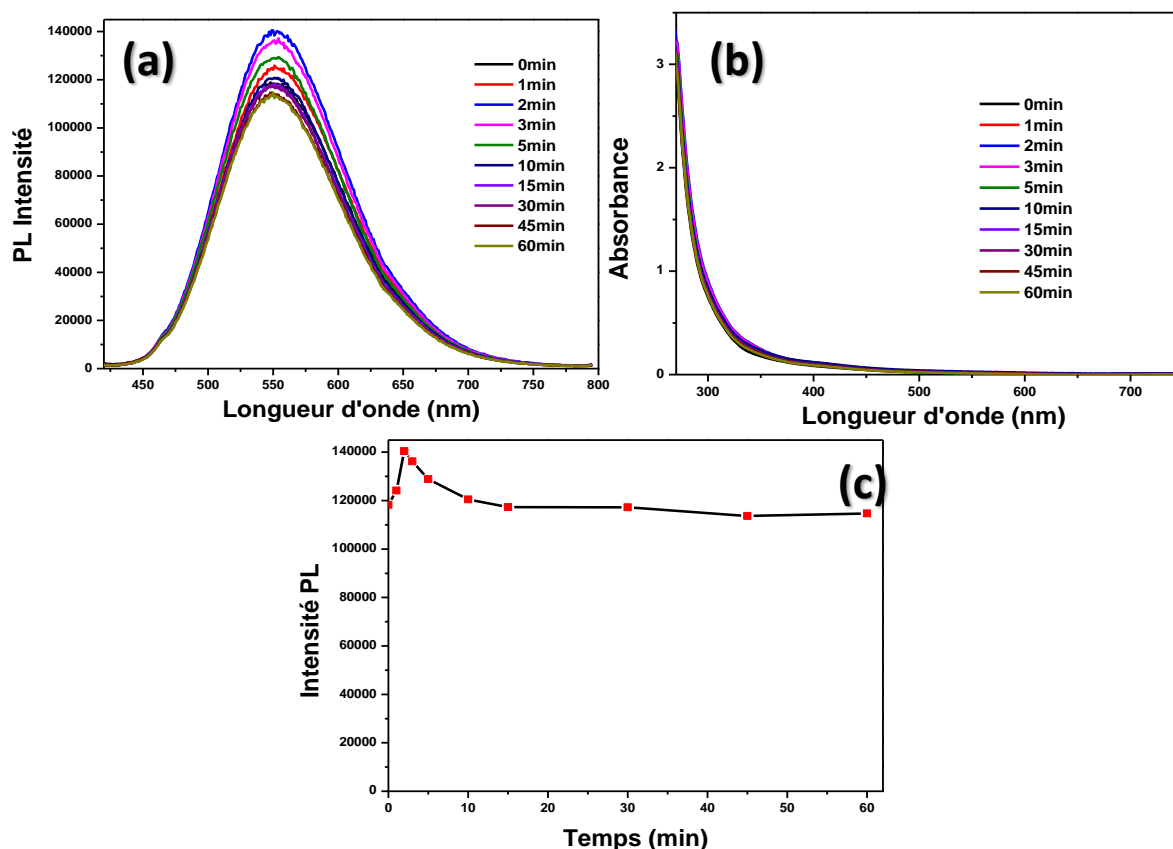 (a)
140000
120000
100000
80000
60000
40000
20000
0
PL Intensité
450 500 550 600 650 700 750 800
Longueur d'onde (nm)
0min
1min
2min
3min
5min
10min
15min
30min
45min
60min
(b)
3
2
1
0
Absorbance
300 400 500 600 700
Longueur d'onde (nm)
0min
1min
2min
3min
5min
10min
15min
30min
45min
60min
(c)
140000
120000
100000
80000
60000
40000
20000
0
Intensité PL
0 10 20 30 40 50 60
Temps (min)